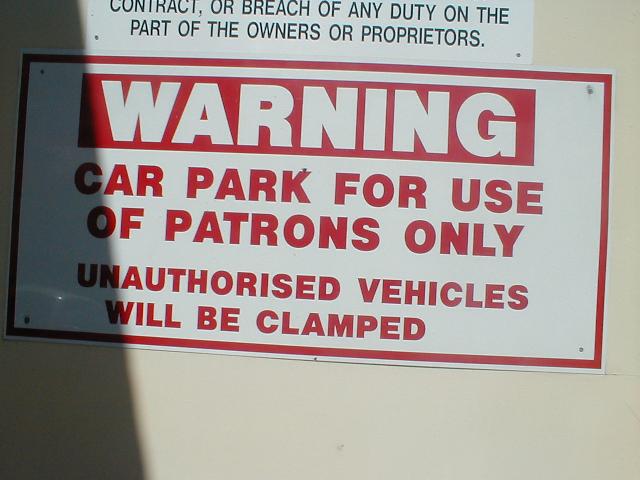 CONTRACT, OR BREACH OF ANY DUTY ON THE
PART OF THE OWNERS OR PROPRIETORS.
WARNING
CAR PARK FOR USE
OF PATRONS ONLY
UNAUTHORISED VEHICLES
WILL BE CLAMPED